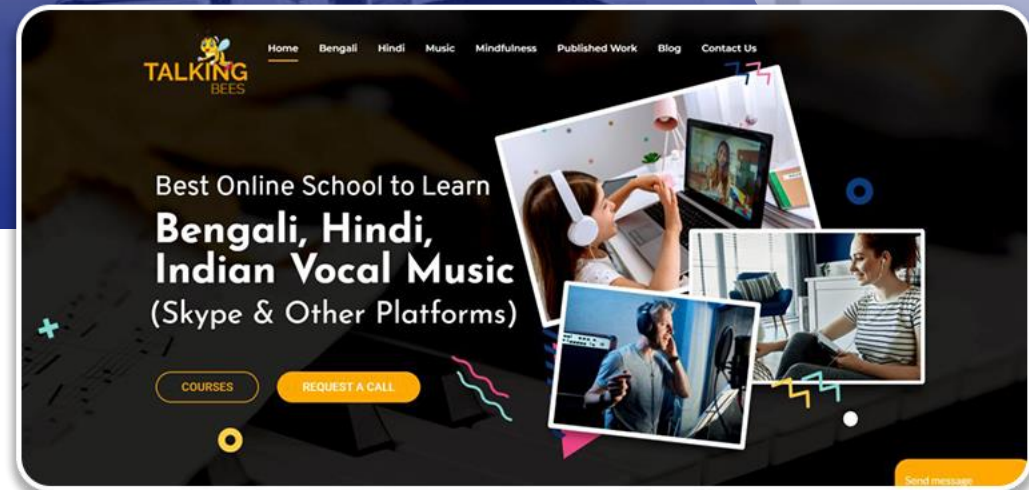 TALKING
BEES
Home Bengali Hindi Music Mindfulness Published Work Blog Contact Us
Best Online School to Learn
Bengali, Hindi,
Indian Vocal Music
(Skype & Other Platforms)
COURSES REQUEST A CALL
Send message